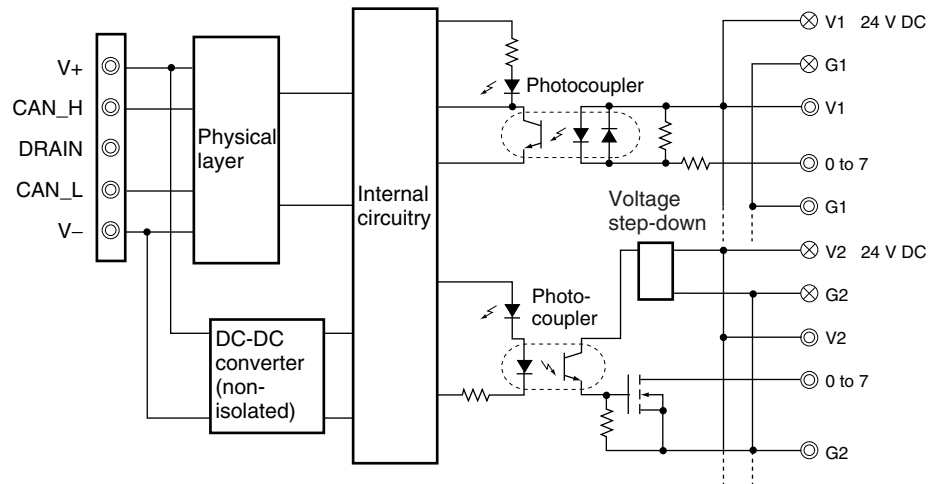 V+
CAN_H
DRAIN
CAN_L
V−
Physical
layer
DC-DC
converter
(non-
isolated)
Internal
circuitry
Photocoupler
Voltage
step-down
Photo-
coupler
V1 24 V DC
G1
V1
0 to 7
G1
V2 24 V DC
G2
V2
0 to 7
G2